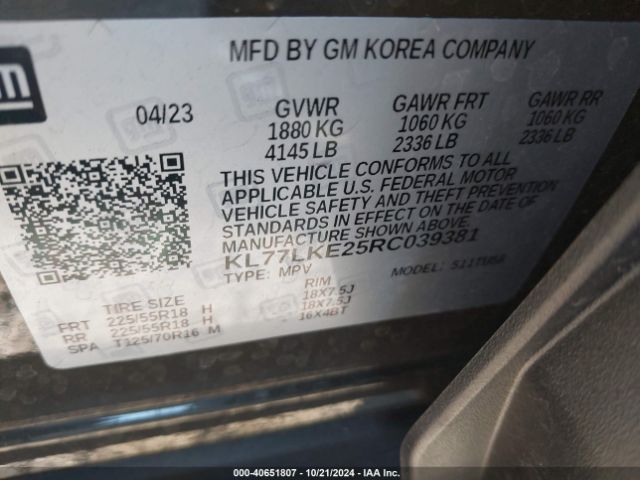 gm
MFD BY GM KOREA COMPANY
04/23 GVWR GAWR FRT GAWR RR
1880 KG 1060 KG 1060 KG
4145 LB 2336 LB 2336 LB
THIS VEHICLE CONFORMS TO ALL
APPLICABLE U.S. FEDERAL MOTOR
VEHICLE SAFETY AND THEFT PREVENTION
STANDARDS IN EFFECT ON THE DATE OF
MANUFACTURE SHOWN ABOVE.
KL77LKE25RC039381
TYPE: MPV MODEL: 511TU58
TIRE SIZE RIM
FRT 225/55R18 H 18X7.5J
RR 225/55R18 H 18X7.5J
SPA T125/70R16 M 16X4BT
000-40651807 - 10/21/2024 - IAA Inc.